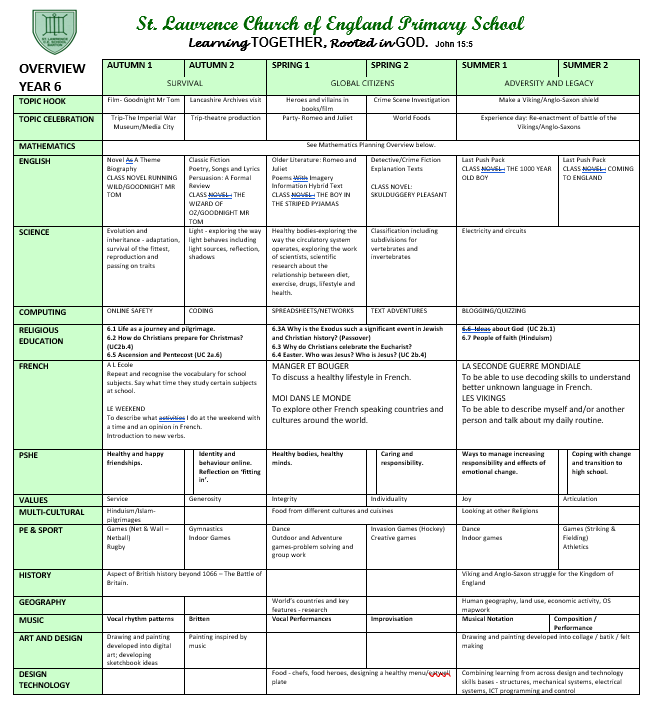 St. Lawrence Church of England Primary School
Learning TOGETHER, Rooted in GOD. John 15:5
OVERVIEW
YEAR 6
AUTUMN 1
AUTUMN 2
SPRING 1
SPRING 2
SUMMER 1
SUMMER 2
SURVIVAL
GLOBAL CITIZENS
ADVERSITY AND LEGACY
TOPIC HOOK
Film- Goodnight Mr Tom
Lancashire Archives visit
Heroes and villains in
books/film
Crime Scene Investigation
Make a Viking/Anglo-Saxon shield
TOPIC CELEBRATION
Trip-The Imperial War
Museum/Media City
Trip-theatre production
Party- Romeo and Juliet
World Foods
Experience day: Re-enactment of battle of the
Vikings/Anglo-Saxons
MATHEMATICS
See Mathematics Planning Overview below.
ENGLISH
Novel As A Theme
Biography
CLASS NOVEL RUNNING
WILD/GOODNIGHT MR
TOM
Classic Fiction
Poetry, Songs and Lyrics
Persuasion: A Formal
Review
CLASS NOVEL: THE
WIZARD OF
OZ/GOODNIGHT MR
TOM
Older Literature: Romeo and
Juliet
Poems With Imagery
Information Hybrid Text
CLASS NOVEL: THE BOY IN
THE STRIPED PYJAMAS
Detective/Crime Fiction
Explanation Texts
CLASS NOVEL:
SKULDUGGERY PLEASANT
Last Push Pack
CLASS NOVEL: THE 1000 YEAR
OLD BOY
Last Push Pack
CLASS NOVEL: COMING
TO ENGLAND
SCIENCE
Evolution and
inheritance - adaptation,
survival of the fittest,
reproduction and
passing on traits
Light - exploring the way
light behaves including
light sources, reflection,
shadows
Healthy bodies-exploring the
way the circulatory system
operates, exploring the work
of scientists, scientific
research about the
relationship between diet,
exercise, drugs, lifestyle and
health.
Classification including
subdivisions for
vertebrates and
invertebrates
Electricity and circuits
COMPUTING
ONLINE SAFETY
CODING
SPREADSHEETS/NETWORKS
TEXT ADVENTURES
BLOGGING/QUIZZING
RELIGIOUS
EDUCATION
6.1 Life as a journey and pilgrimage.
6.2 How do Christians prepare for Christmas?
(UC2b.4)
6.5 Ascension and Pentecost (UC 2a.6)
6.3A Why is the Exodus such a significant event in Jewish
and Christian history? (Passover)
6.3 Why do Christians celebrate the Eucharist?
6.4 Easter. Who was Jesus? Who is Jesus? (UC 2b.4)
6.6 Ideas about God (UC 2b.1)
6.7 People of faith (Hinduism)
FRENCH
A L Ecole
Repeat and recognise the vocabulary for school
subjects. Say what time they study certain subjects
at school.
LE WEEKEND
To describe what activities I do at the weekend with
a time and an opinion in French.
Introduction to new verbs.
MANGER ET BOUGER
To discuss a healthy lifestyle in French.
MOI DANS LE MONDE
To explore other French speaking countries and
cultures around the world.
LA SECONDE GUERRE MONDIALE
To be able to use decoding skills to understand
better unknown language in French.
LES VIKINGS
To be able to describe myself and/or another
person and talk about my daily routine.
PSHE
Healthy and happy
friendships.
Identity and
behaviour online.
Reflection on 'fitting
in'.
Healthy bodies, healthy
minds.
Caring and
responsibility.
Ways to manage increasing
responsibility and effects of
emotional change.
Coping with change
and transition to
high school.
VALUES
Service
Generosity
Integrity
Individuality
Joy
Articulation
MULTI-CULTURAL
Hinduism/Islam-
pilgrimages
Food from different cultures and cuisines
Looking at other Religions
PE & SPORT
Games (Net & Wall –
Netball)
Rugby
Gymnastics
Indoor Games
Dance
Outdoor and Adventure
games-problem solving and
group work
Invasion Games (Hockey)
Creative games
Dance
Indoor games
Games (Striking &
Fielding)
Athletics
HISTORY
Aspect of British history beyond 1066 – The Battle of
Britain.
Viking and Anglo-Saxon struggle for the Kingdom of
England
GEOGRAPHY
World's countries and key
features - research
Human geography, land use, economic activity, OS
mapwork
MUSIC
Vocal rhythm patterns
Britten
Vocal Performances
Improvisation
Musical Notation
Composition /
Performance
ART AND DESIGN
Drawing and painting
developed into digital
art; developing
sketchbook ideas
Painting inspired by
music
Drawing and painting developed into collage / batik / felt
making
DESIGN
TECHNOLOGY
Food - chefs, food heroes, designing a healthy menu/eatwell
plate
Combining learning from across design and technology
skills bases - structures, mechanical systems, electrical
systems, ICT programming and control